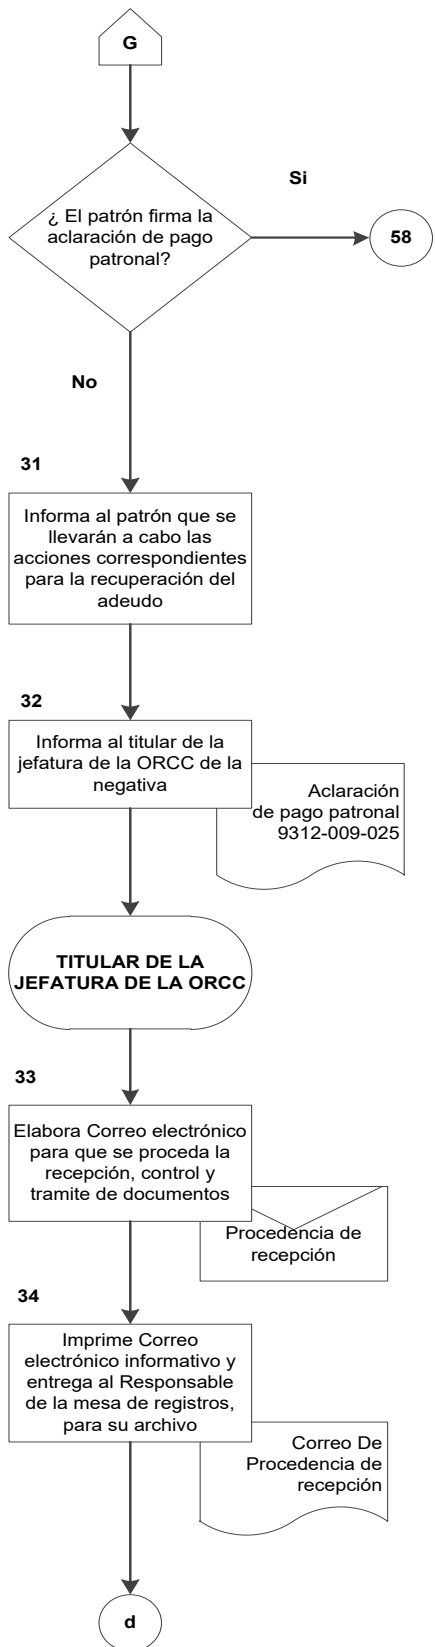 G
Si
¿ El patrón firma la
aclaración de pago
patronal?
58
No
31
Informa al patrón que se
llevarán a cabo las
acciones correspondientes
para la recuperación del
adeudo
32
Informa al titular de la
jefatura de la ORCC de la
negativa
Aclaración
de pago patronal
9312-009-025
TITULAR DE LA
JEFATURA DE LA ORCC
33
Elabora Correo electrónico
para que se proceda la
recepción, control y
tramite de documentos
Procedencia de
recepción
34
Imprime Correo
electrónico informativo y
entrega al Responsable
de la mesa de registros,
para su archivo
Correo De
Procedencia de
recepción
d